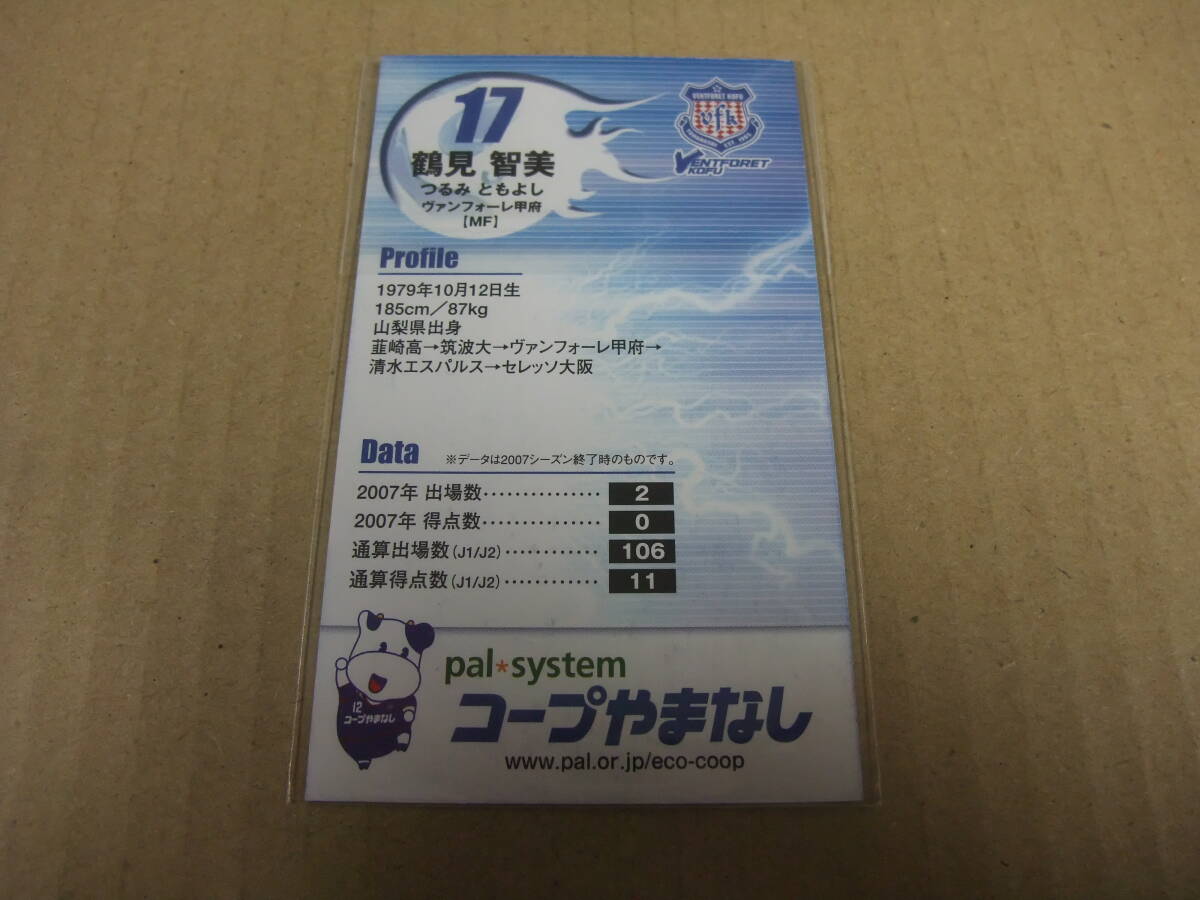 17
鶴見 智美
つるみ ともよし
ヴァンフォーレ甲府
【MF】
VENTFORET KOFU
vfk
VENTFORET
KOFU
Profile
1979年10月12日生
185cm／87kg
山梨県出身
韮崎高→筑波大→ヴァンフォーレ甲府→
清水エスパルス→セレッソ大阪
Data ※データは2007シーズン終了時のものです。
2007年 出場数・・・・・・・・・・・・・・・ 2
2007年 得点数・・・・・・・・・・・・・・・ 0
通算出場数（J1/J2）・・・・・・・・・・・・ 106
通算得点数（J1/J2）・・・・・・・・・・・・ 11
12
コープやまなし
pal*system
コープやまなし
www.pal.or.jp/eco-coop